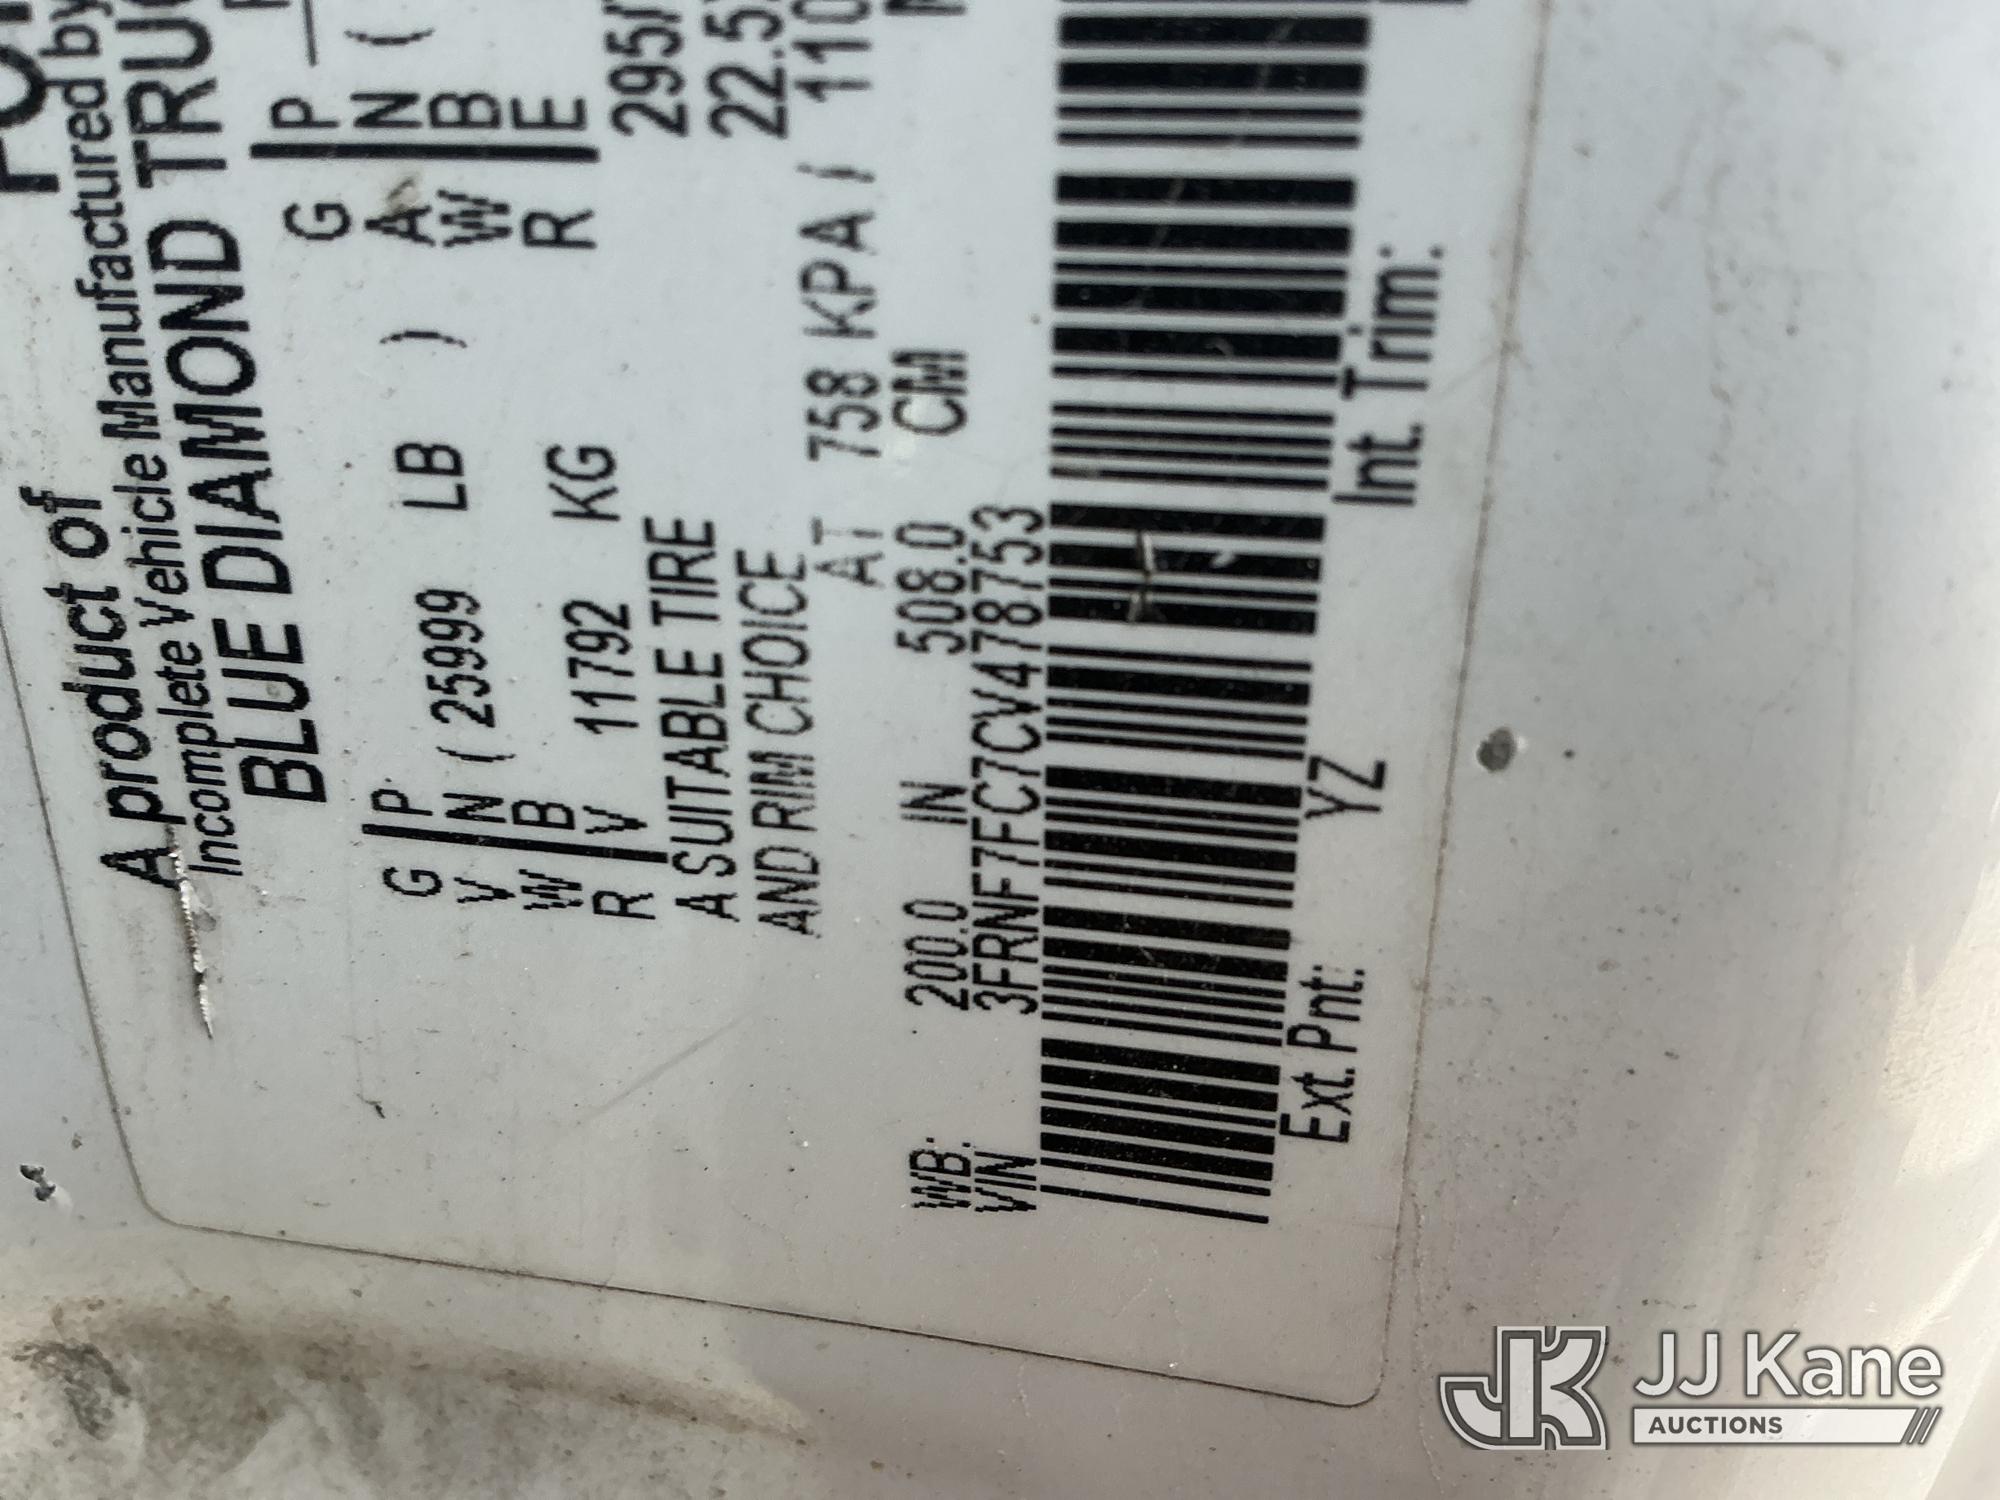 A product of
Incomplete Vehicle Manufactured by
BLUE DIAMOND
G | P
V | N ( 25999 LB )
W | B
R | V 11792 KG
G | P
A | N (
W | B
R | E
A SUITABLE TIRE 295/
AND RIM CHOICE 22.5
AT 758 KPA / 110
WB: 200.0 IN 508.0 CM
VIN 3FRNF7FC7CV478753
Ext. Pnt: YZ Int. Trim:
JK JJ Kane
AUCTIONS